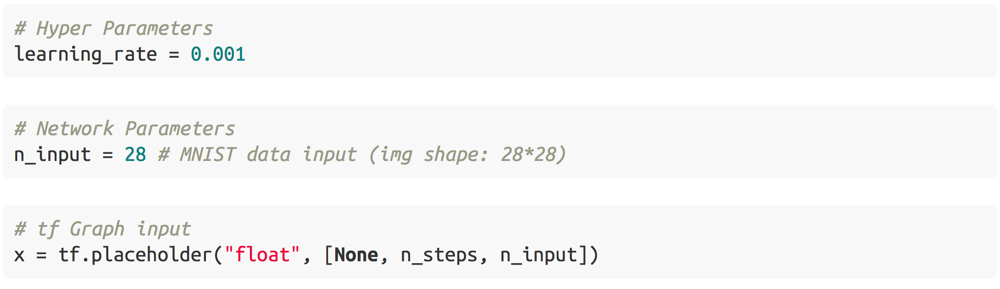 # Hyper Parameters
learning_rate = 0.001
# Network Parameters
n_input = 28 # MNIST data input (img shape: 28*28)
# tf Graph input
x = tf.placeholder("float", [None, n_steps, n_input])